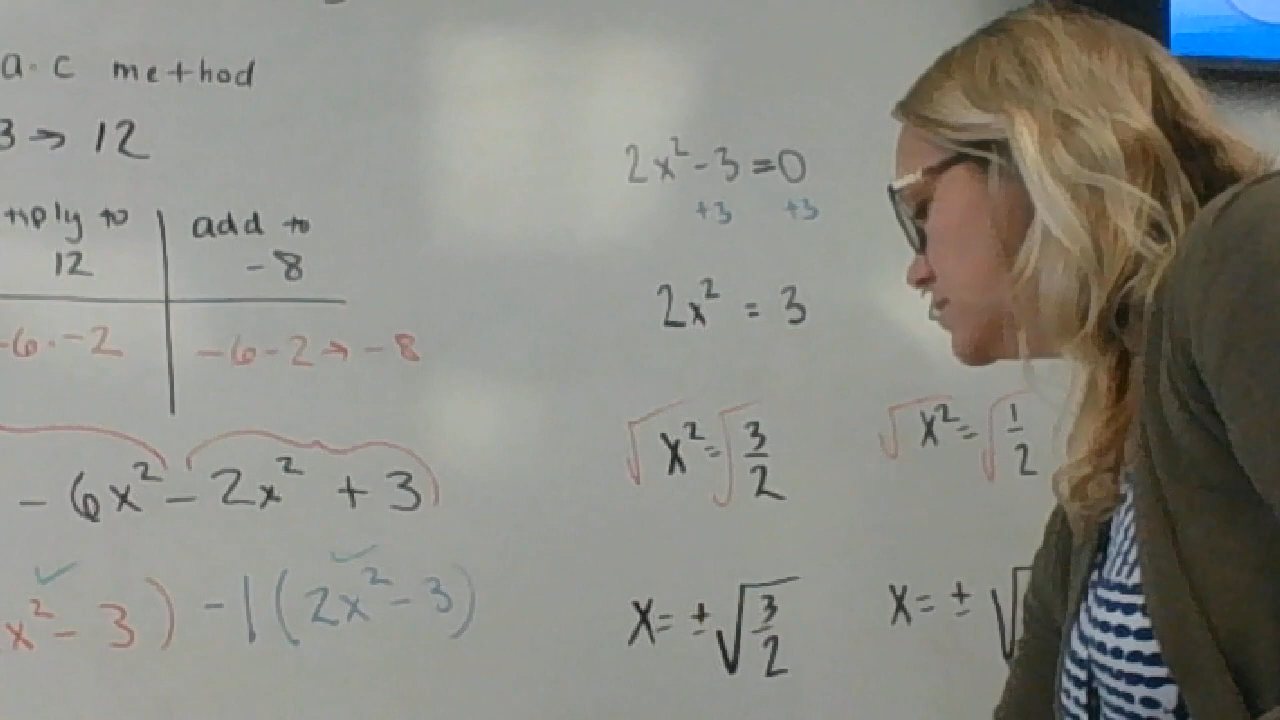 a·c method
3 → 12
tiply to | add to
12 | -8
-6·-2 | -6-2→-8
- 6x² - 2x² + 3)
x² - 3) -1(2x² - 3)
2x² - 3 = 0
+3 +3
2x² = 3
√x² = √3/2
x = ±√3/2
√x² = √1/2
x = ± √